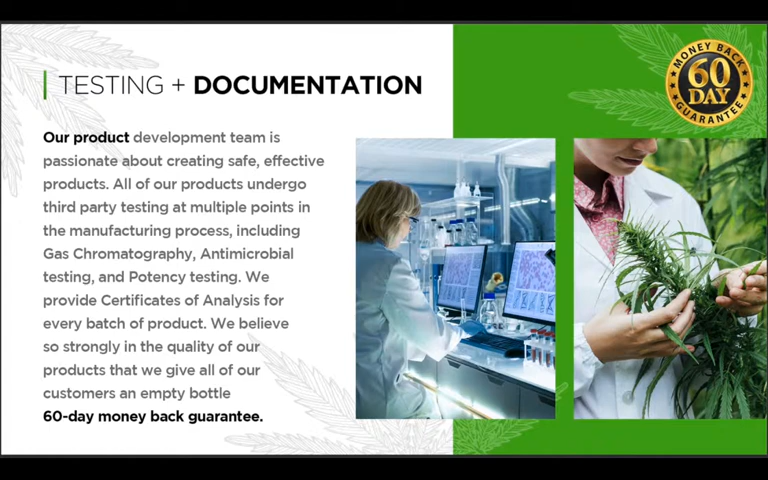 TESTING + DOCUMENTATION
MONEY BACK
60
DAY
GUARANTEE
Our product development team is
passionate about creating safe, effective
products. All of our products undergo
third party testing at multiple points in
the manufacturing process, including
Gas Chromatography, Antimicrobial
testing, and Potency testing. We
provide Certificates of Analysis for
every batch of product. We believe
so strongly in the quality of our
products that we give all of our
customers an empty bottle
60-day money back guarantee.